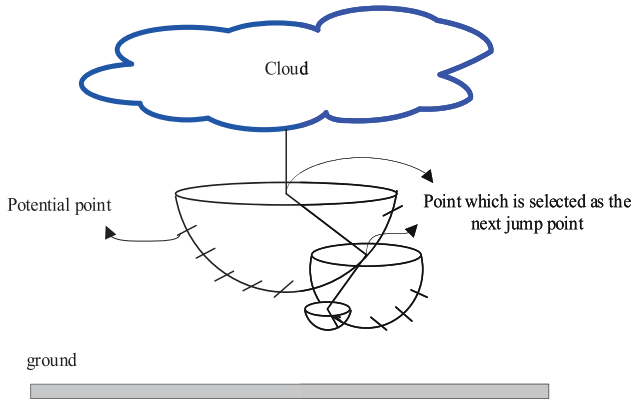 Cloud
Potential point
Point which is selected as the
next jump point
ground